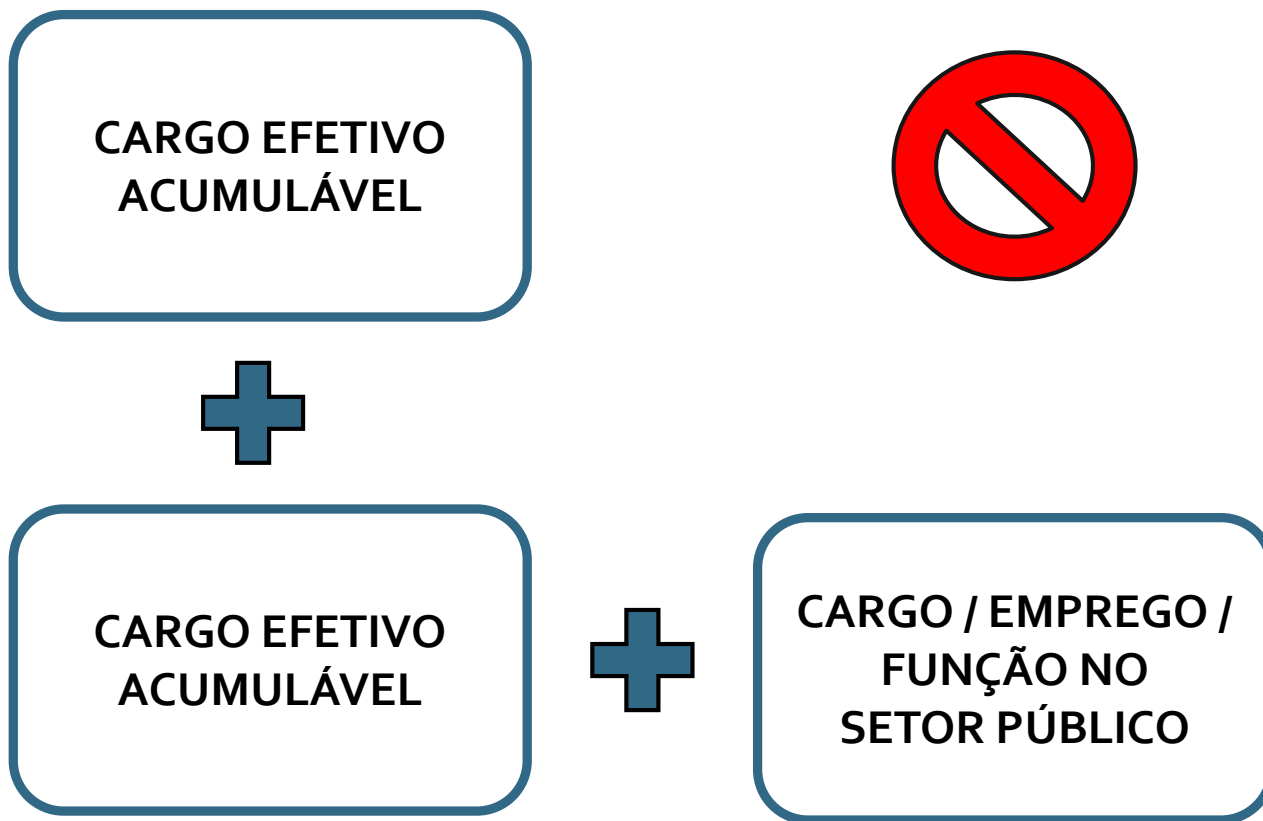 CARGO EFETIVO
ACUMULÁVEL
CARGO EFETIVO
ACUMULÁVEL
CARGO / EMPREGO /
FUNÇÃO NO
SETOR PÚBLICO